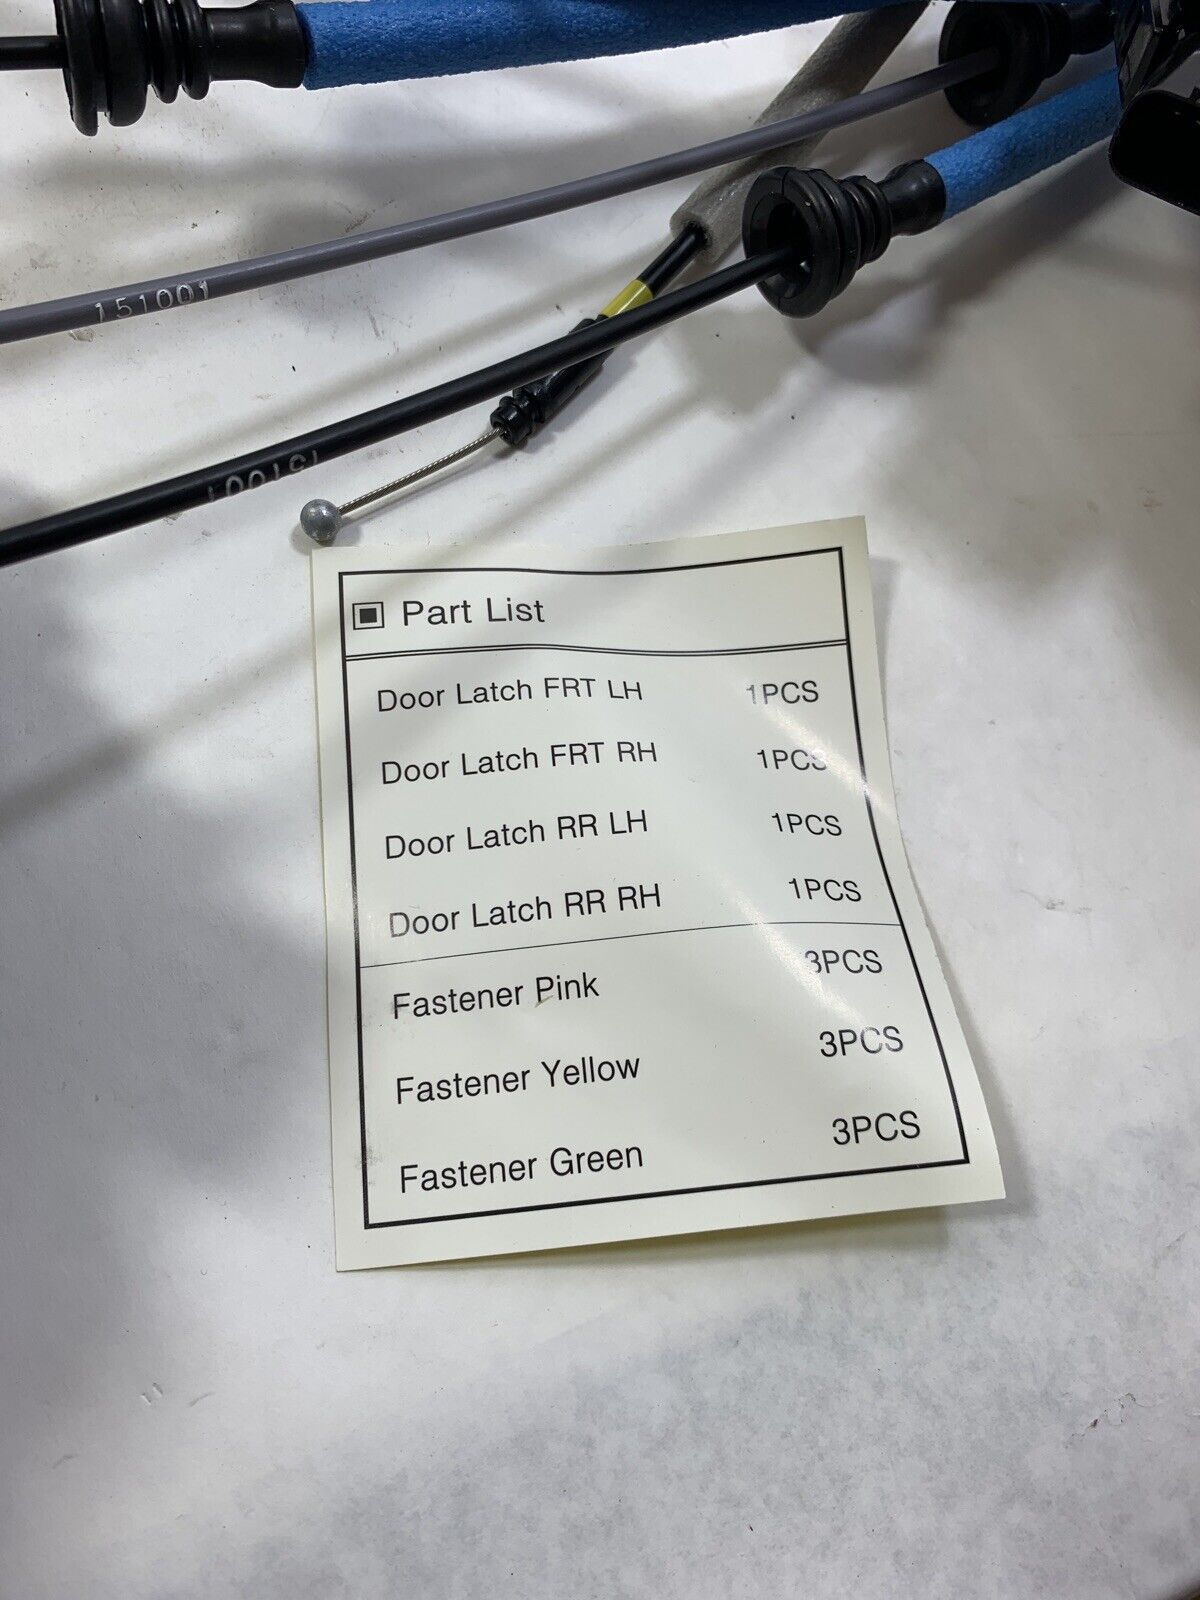 151001
151001
Part List
Door Latch FRT LH 1PCS
Door Latch FRT RH 1PCS
Door Latch RR LH 1PCS
Door Latch RR RH 1PCS
Fastener Pink 3PCS
Fastener Yellow 3PCS
Fastener Green 3PCS